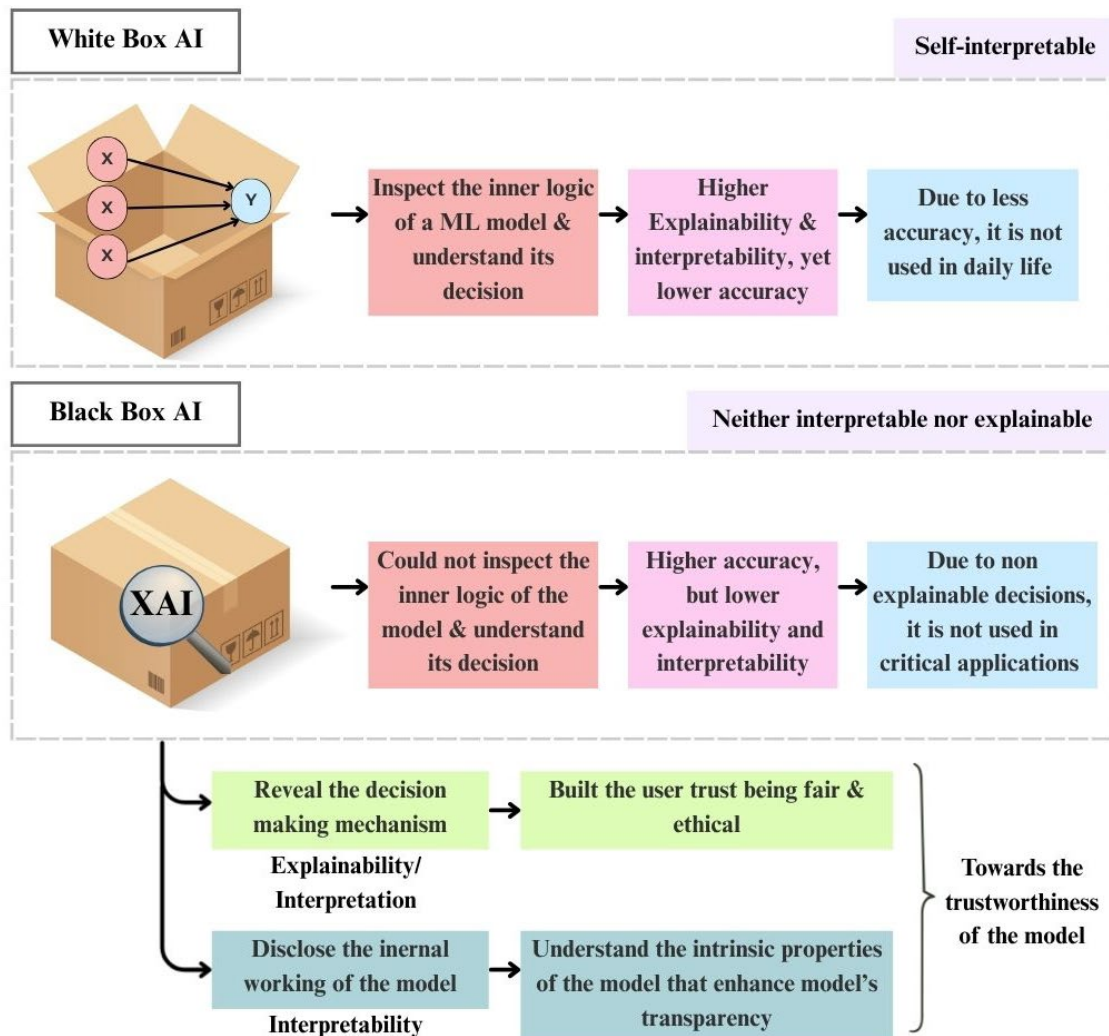 White Box AI
Self-interpretable
X
X
X
Y
Inspect the inner logic
of a ML model &
understand its
decision
Higher
Explainability &
interpretability, yet
lower accuracy
Due to less
accuracy, it is not
used in daily life
Black Box AI
Neither interpretable nor explainable
XAI
Could not inspect the
inner logic of the
model & understand
its decision
Higher accuracy,
but lower
explainability and
interpretability
Due to non
explainable decisions,
it is not used in
critical applications
Reveal the decision
making mechanism
Explainability/
Interpretation
Built the user trust being fair &
ethical
Disclose the inernal
working of the model
Interpretability
Understand the intrinsic properties
of the model that enhance model’s
transparency
Towards the
trustworthiness
of the model